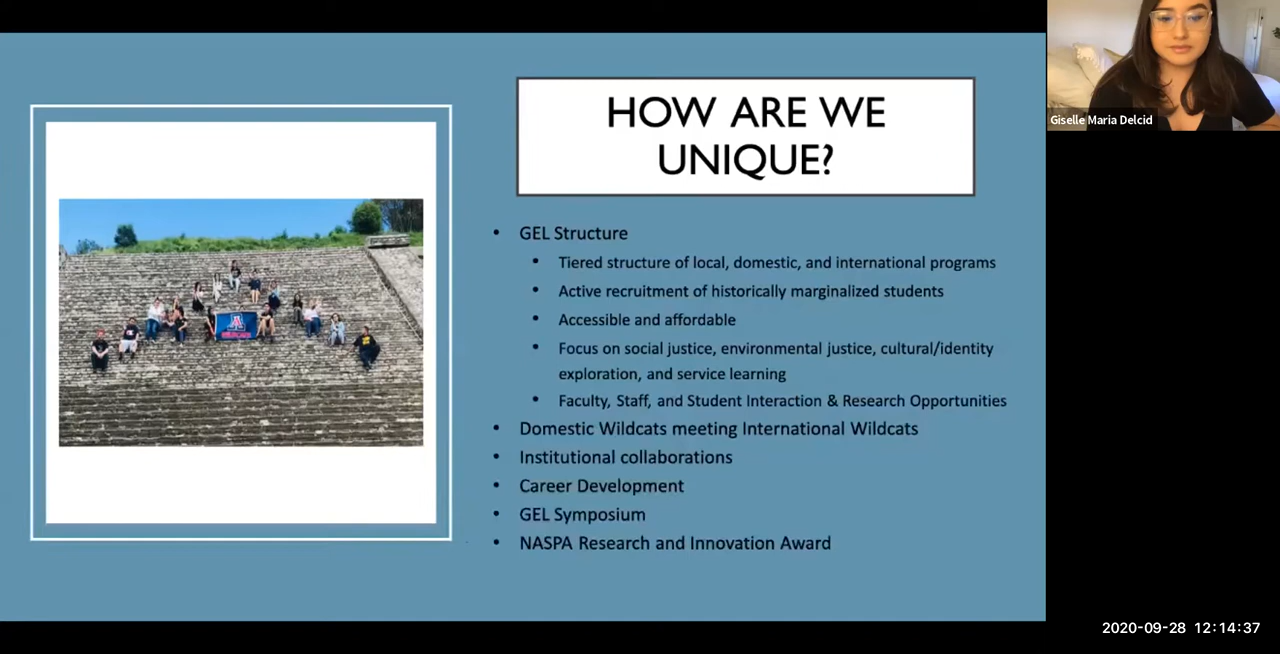 HOW ARE WE
UNIQUE?
• GEL Structure
• Tiered structure of local, domestic, and international programs
• Active recruitment of historically marginalized students
• Accessible and affordable
• Focus on social justice, environmental justice, cultural/identity
exploration, and service learning
• Faculty, Staff, and Student Interaction & Research Opportunities
• Domestic Wildcats meeting International Wildcats
• Institutional collaborations
• Career Development
• GEL Symposium
• NASPA Research and Innovation Award
Giselle Maria Delcid
2020-09-28 12:14:37